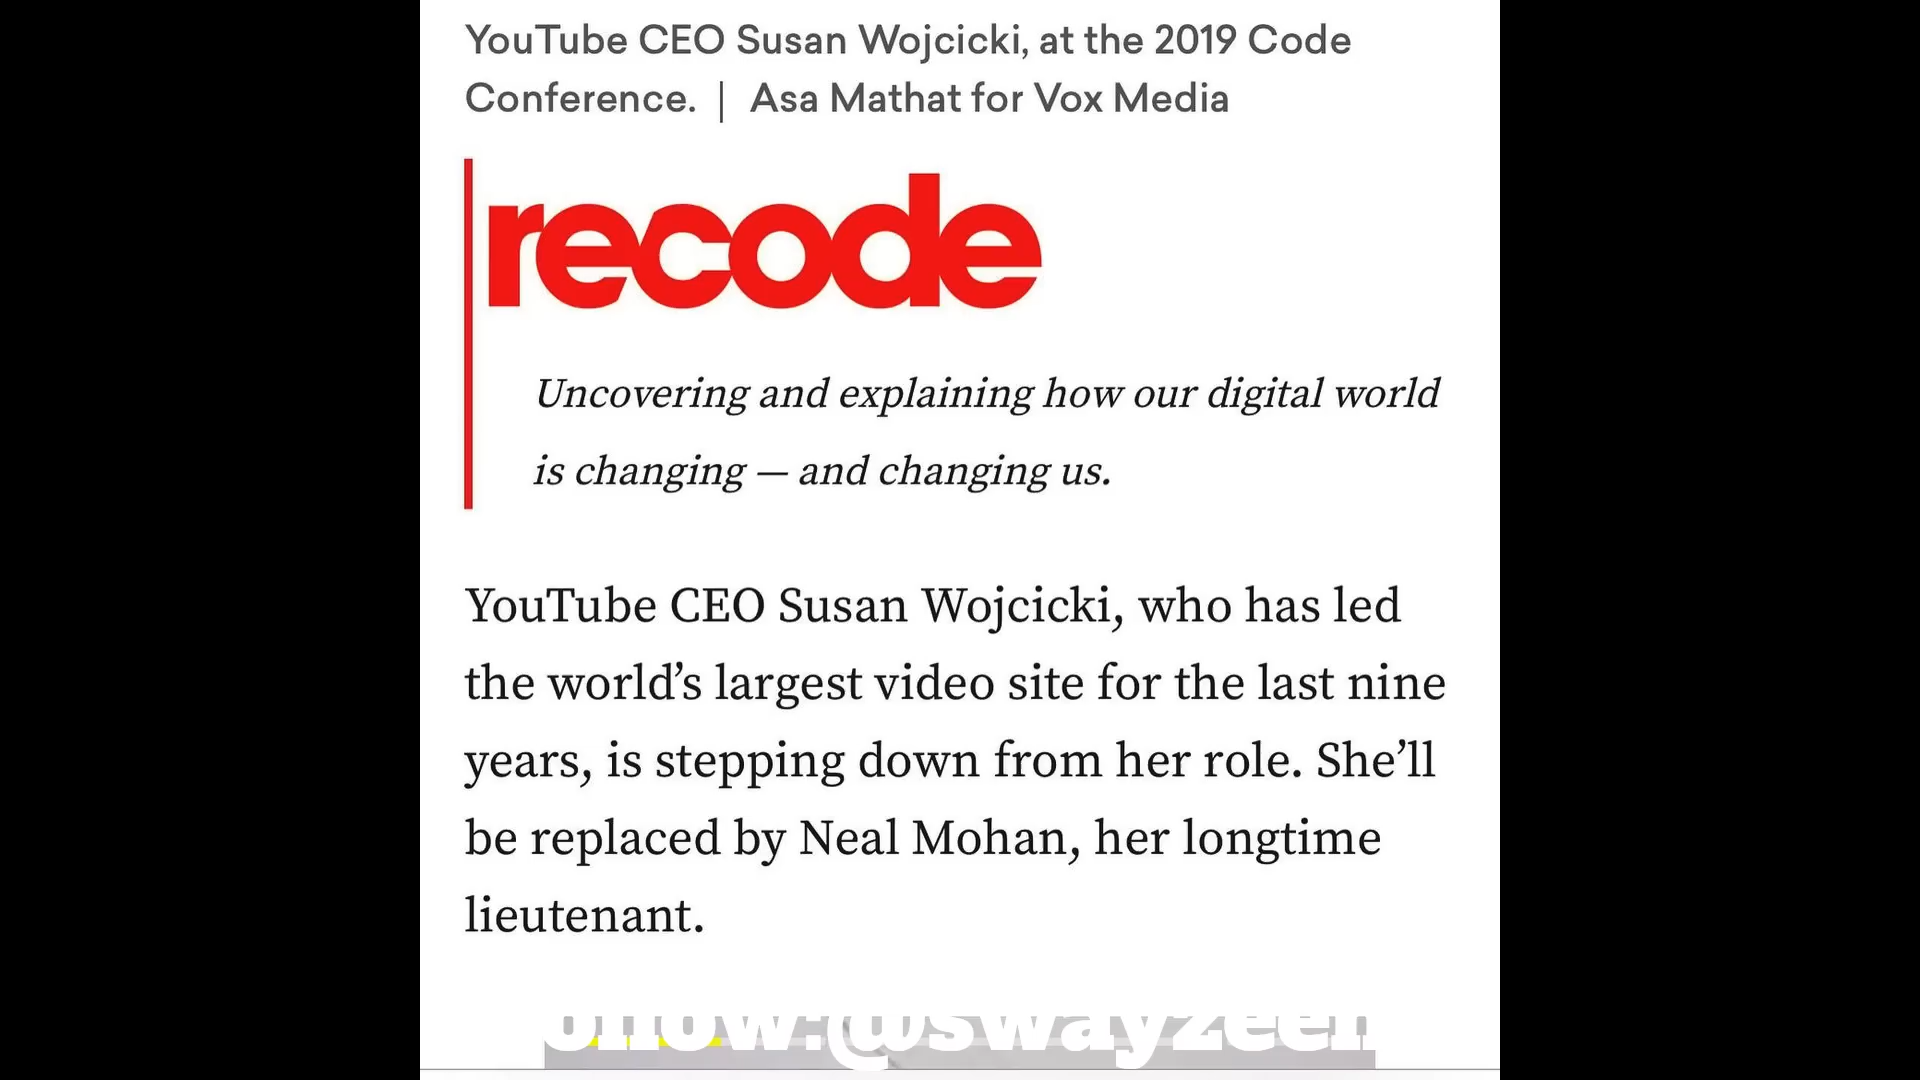 YouTube CEO Susan Wojcicki, at the 2019 Code
Conference. | Asa Mathat for Vox Media
recode
Uncovering and explaining how our digital world
is changing — and changing us.
YouTube CEO Susan Wojcicki, who has led
the world’s largest video site for the last nine
years, is stepping down from her role. She’ll
be replaced by Neal Mohan, her longtime
lieutenant.